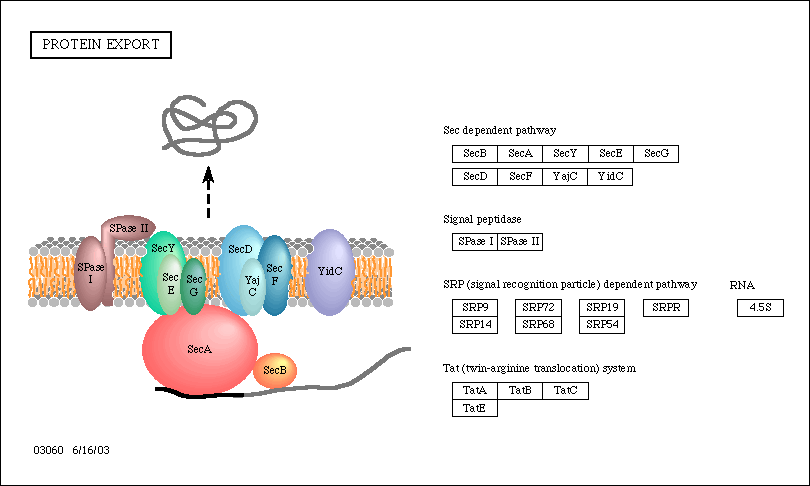 PROTEIN EXPORT
SPase II
SecY
SecD
SPase
I
Sec
E
Sec
G
Yaj
C
Sec
F
YidC
SecA
SecB
03060 6/16/03
Sec dependent pathway
SecB SecA SecY SecE SecG
SecD SecF YajC YidC
Signal peptidase
SPase I SPase II
SRP (signal recognition particle) dependent pathway RNA
SRP9 SRP72 SRP19 SRPR 4.5S
SRP14 SRP68 SRP54
Tat (twin-arginine translocation) system
TatA TatB TatC
TatE